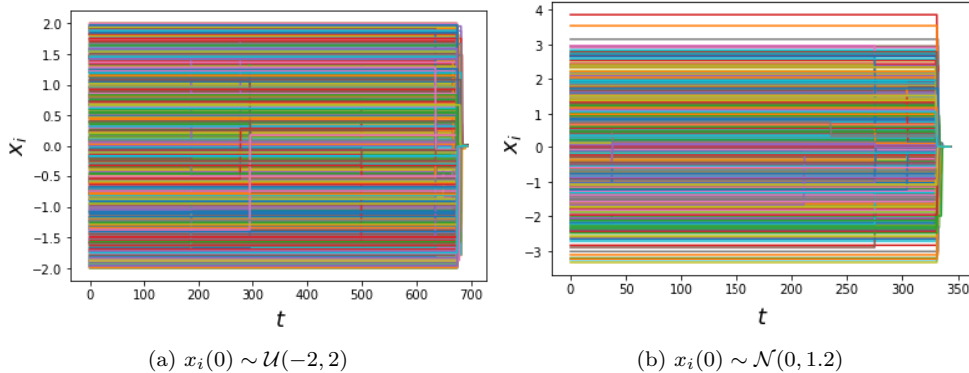 2.0
1.5
1.0
0.5
0.0
-0.5
-1.0
-1.5
-2.0
x_i
0 100 200 300 400 500 600 700
t
(a) x_i(0) ∼ 𝒰(−2, 2)
4
3
2
1
0
-1
-2
-3
x_i
0 50 100 150 200 250 300 350
t
(b) x_i(0) ∼ 𝒩(0, 1.2)